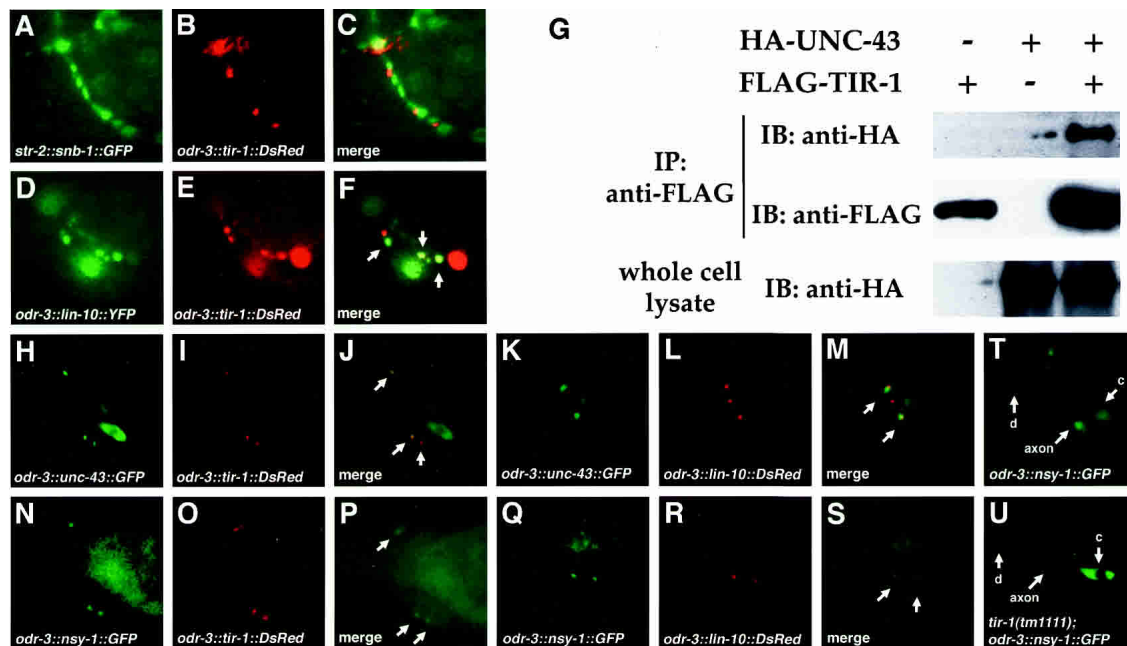 A
str-2::snb-1::GFP
B
odr-3::tir-1::DsRed
C
merge
D
odr-3::lin-10::YFP
E
odr-3::tir-1::DsRed
F
merge
G
HA-UNC-43 - + +
FLAG-TIR-1 + - +
IP:
anti-FLAG
IB: anti-HA
IB: anti-FLAG
whole cell
lysate
IB: anti-HA
H
odr-3::unc-43::GFP
I
odr-3::tir-1::DsRed
J
merge
K
odr-3::unc-43::GFP
L
odr-3::lin-10::DsRed
M
merge
T
c
d
axon
odr-3::nsy-1::GFP
N
odr-3::nsy-1::GFP
O
odr-3::tir-1::DsRed
P
merge
Q
odr-3::nsy-1::GFP
R
odr-3::lin-10::DsRed
S
merge
U
c
d
axon
tir-1(tm1111);
odr-3::nsy-1::GFP